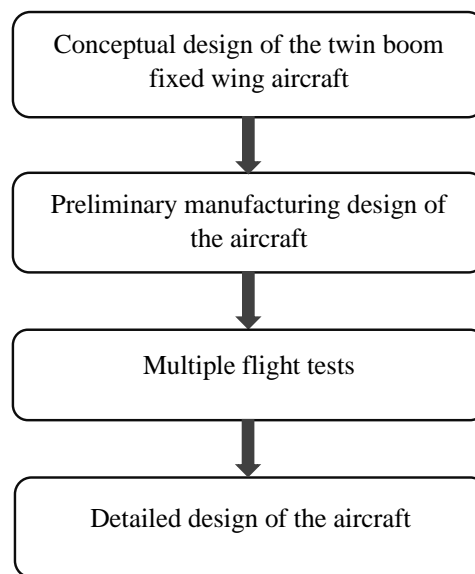 Conceptual design of the twin boom
fixed wing aircraft
Preliminary manufacturing design of
the aircraft
Multiple flight tests
Detailed design of the aircraft